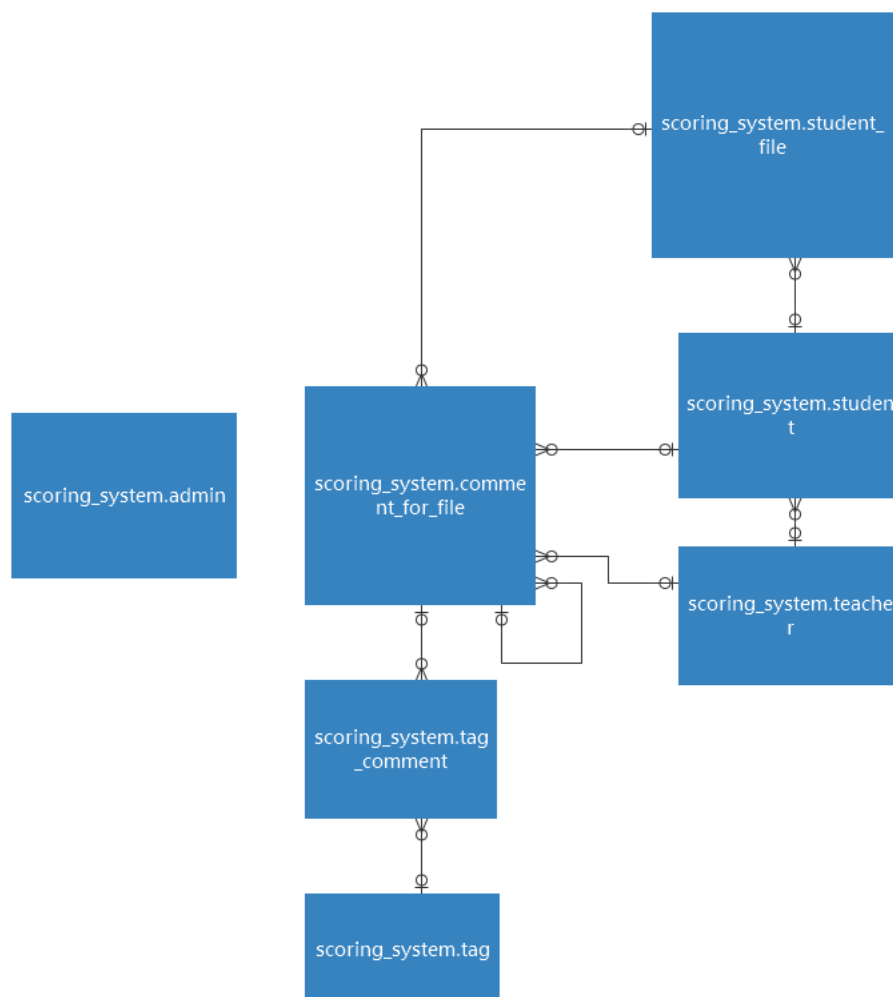 scoring_system.student_
file
scoring_system.studen
t
scoring_system.admin
scoring_system.comme
nt_for_file
scoring_system.teache
r
scoring_system.tag
_comment
scoring_system.tag